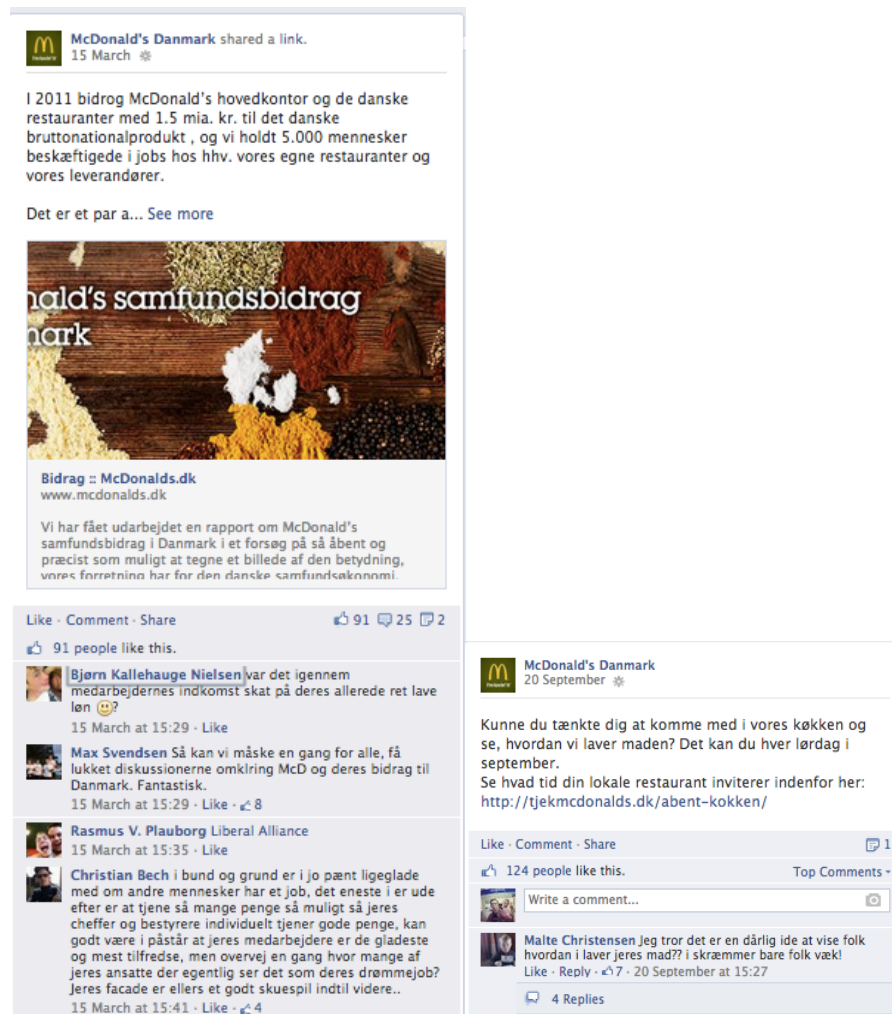 McDonald's Danmark shared a link.
15 March
I 2011 bidrog McDonald's hovedkontor og de danske
restauranter med 1.5 mia. kr. til det danske
bruttonationalprodukt , og vi holdt 5.000 mennesker
beskæftigede i jobs hos hhv. vores egne restauranter og
vores leverandører.
Det er et par a... See more
nald's samfundsbidrag
mark
Bidrag :: McDonalds.dk
www.mcdonalds.dk
Vi har fået udarbejdet en rapport om McDonald's
samfundsbidrag i Danmark i et forsøg på så åbent og
præcist som muligt at tegne et billede af den betydning,
vores forretning har for den danske samfundsøkonomi.
Like · Comment · Share 91 25 2
91 people like this.
Bjørn Kallehauge Nielsen var det igennem
medarbejdernes indkomst skat på deres allerede ret lave
løn ?
15 March at 15:29 · Like
Max Svendsen Så kan vi måske en gang for alle, få
lukket diskussionerne omklring McD og deres bidrag til
Danmark. Fantastisk.
15 March at 15:29 · Like · 8
Rasmus V. Plauborg Liberal Alliance
15 March at 15:35 · Like
Christian Bech i bund og grund er i jo pænt ligeglade
med om andre mennesker har et job, det eneste i er ude
efter er at tjene så mange penge så muligt så jeres
cheffer og bestyrere individuelt tjener gode penge, kan
godt være i påstår at jeres medarbejdere er de gladeste
og mest tilfredse, men overvej en gang hvor mange af
jeres ansatte der egentlig ser det som deres drømmejob?
Jeres facade er ellers et godt skuespil indtil videre..
15 March at 15:41 · Like · 4
McDonald's Danmark
20 September
Kunne du tænkte dig at komme med i vores køkken og
se, hvordan vi laver maden? Det kan du hver lørdag i
september.
Se hvad tid din lokale restaurant inviterer indenfor her:
http://tjekmcdonalds.dk/abent-kokken/
Like · Comment · Share 1
124 people like this. Top Comments
Write a comment...
Malte Christensen Jeg tror det er en dårlig ide at vise folk
hvordan i laver jeres mad?? i skræmmer bare folk væk!
Like · Reply · 7 · 20 September at 15:27
4 Replies